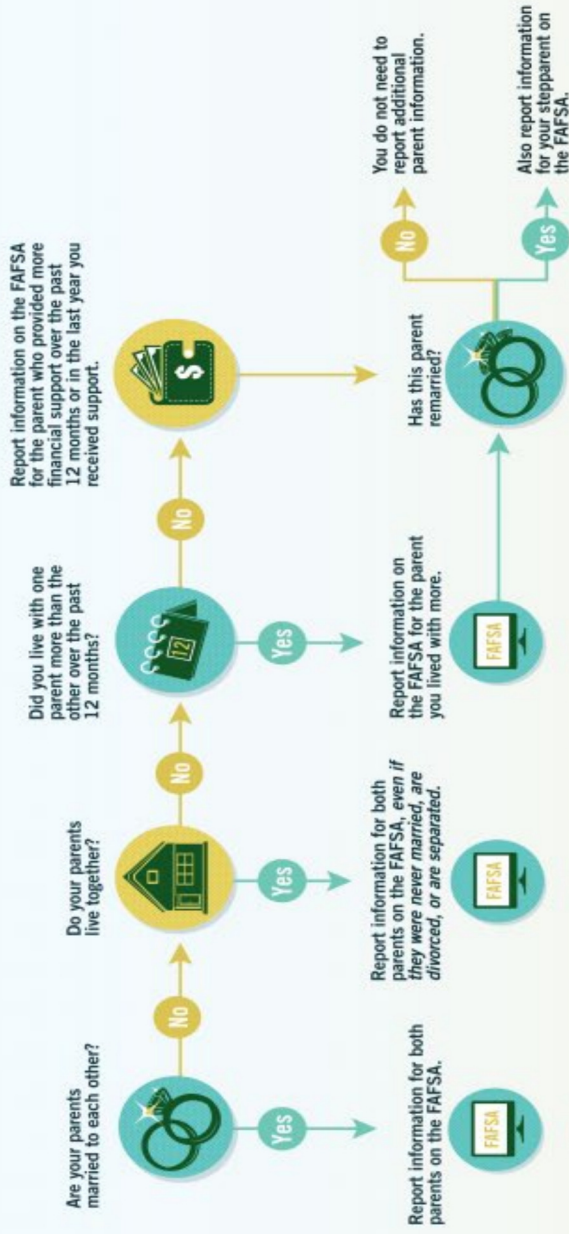 Are your parents
married to each other?
No
Yes
Report information for both
parents on the FAFSA.
FAFSA
Do your parents
live together?
No
Yes
Report information for both
parents on the FAFSA, even if
they were never married, are
divorced, or are separated.
FAFSA
Did you live with one
parent more than the
other over the past
12 months?
12
No
Yes
Report information on
the FAFSA for the parent
you lived with more.
FAFSA
Report information on the FAFSA
for the parent who provided more
financial support over the past
12 months or in the last year you
received support.
$
Has this parent
remarried?
No
You do not need to
report additional
parent information.
Yes
Also report information
for your stepparent on
the FAFSA.